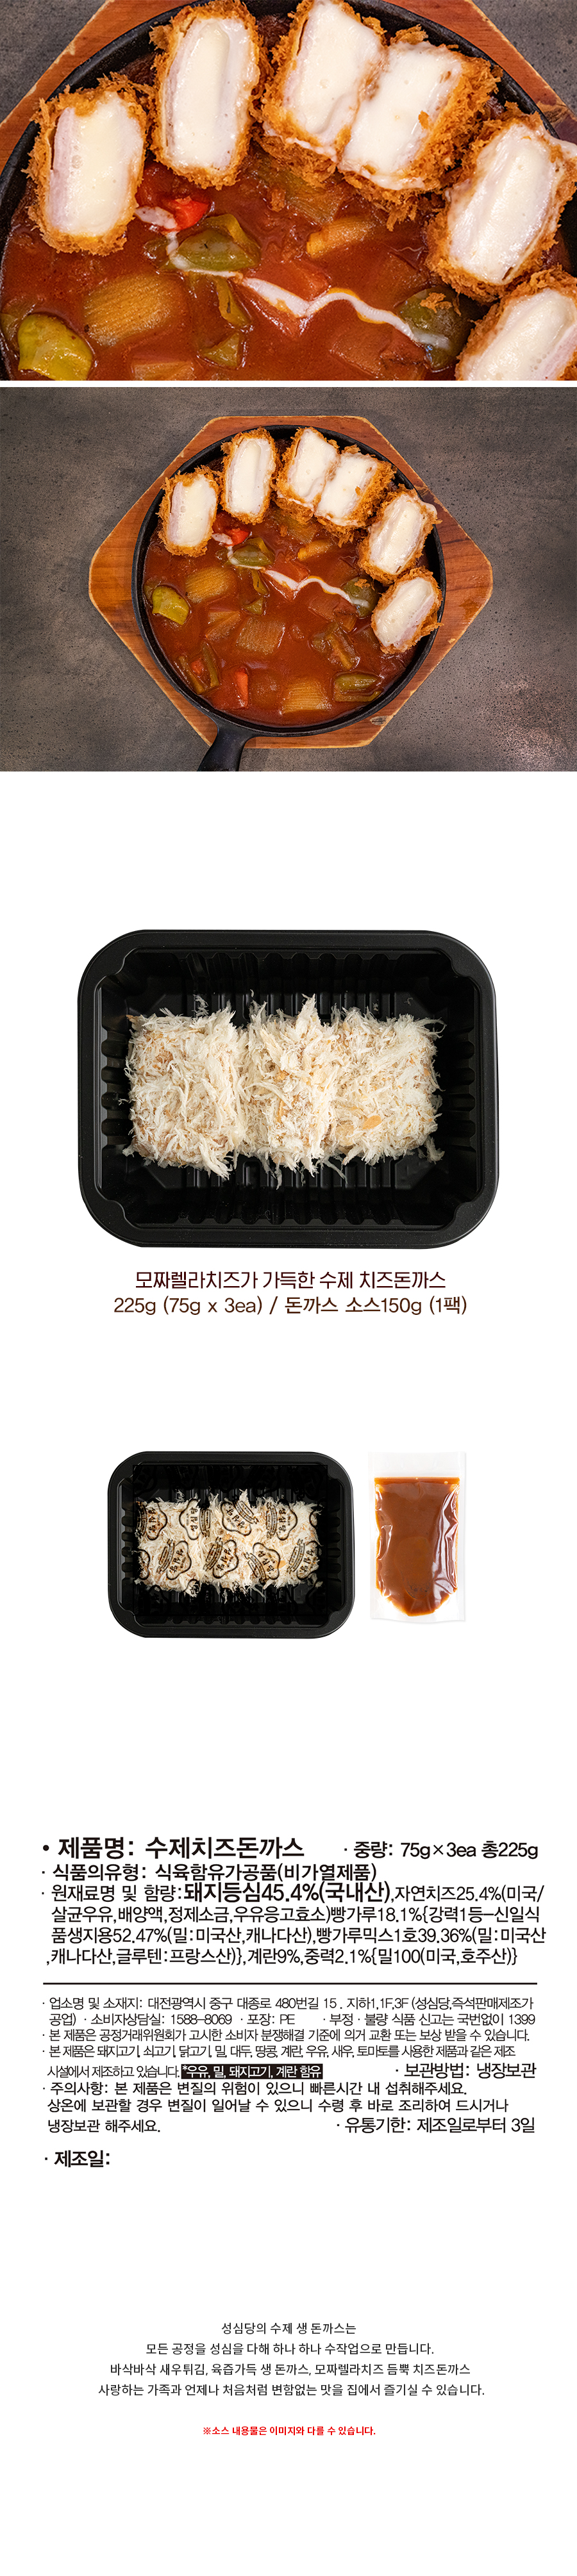 모짜렐라치즈가 가득한 수제 치즈돈까스
225g (75g x 3ea) / 돈까스 소스150g (1팩)
• 제품명: 수제치즈돈까스 · 중량: 75g×3ea 총225g
· 식품의유형: 식육함유가공품(비가열제품)
· 원재료명 및 함량:돼지등심45.4%(국내산),자연치즈25.4%(미국/
살균우유,배양액,정제소금,우유응고효소)빵가루18.1%{강력1등-신일식
품생지용52.47%(밀:미국산,캐나다산),빵가루믹스1호39.36%(밀:미국산
,캐나다산,글루텐:프랑스산)},계란9%,중력2.1%{밀100(미국,호주산)}
· 업소명 및 소재지: 대전광역시 중구 대종로 480번길 15 . 지하1,1F,3F (성심당,즉석판매제조가
공업) · 소비자상담실: 1588-8069 · 포장: PE · 부정 · 불량 식품 신고는 국번없이 1399
· 본 제품은 공정거래위원회가 고시한 소비자 분쟁해결 기준에 의거 교환 또는 보상 받을 수 있습니다.
· 본 제품은 돼지고기, 쇠고기, 닭고기, 밀, 대두, 땅콩, 계란, 우유, 새우, 토마토를 사용한 제품과 같은 제조
시설에서 제조하고 있습니다. *우유, 밀, 돼지고기, 계란 함유 · 보관방법: 냉장보관
· 주의사항: 본 제품은 변질의 위험이 있으니 빠른시간 내 섭취해주세요.
상온에 보관할 경우 변질이 일어날 수 있으니 수령 후 바로 조리하여 드시거나
냉장보관 해주세요. · 유통기한: 제조일로부터 3일
· 제조일:
성심당의 수제 생 돈까스는
모든 공정을 성심을 다해 하나 하나 수작업으로 만듭니다.
바삭바삭 새우튀김, 육즙가득 생 돈까스, 모짜렐라치즈 듬뿍 치즈돈까스
사랑하는 가족과 언제나 처음처럼 변함없는 맛을 집에서 즐기실 수 있습니다.
※소스 내용물은 이미지와 다를 수 있습니다.